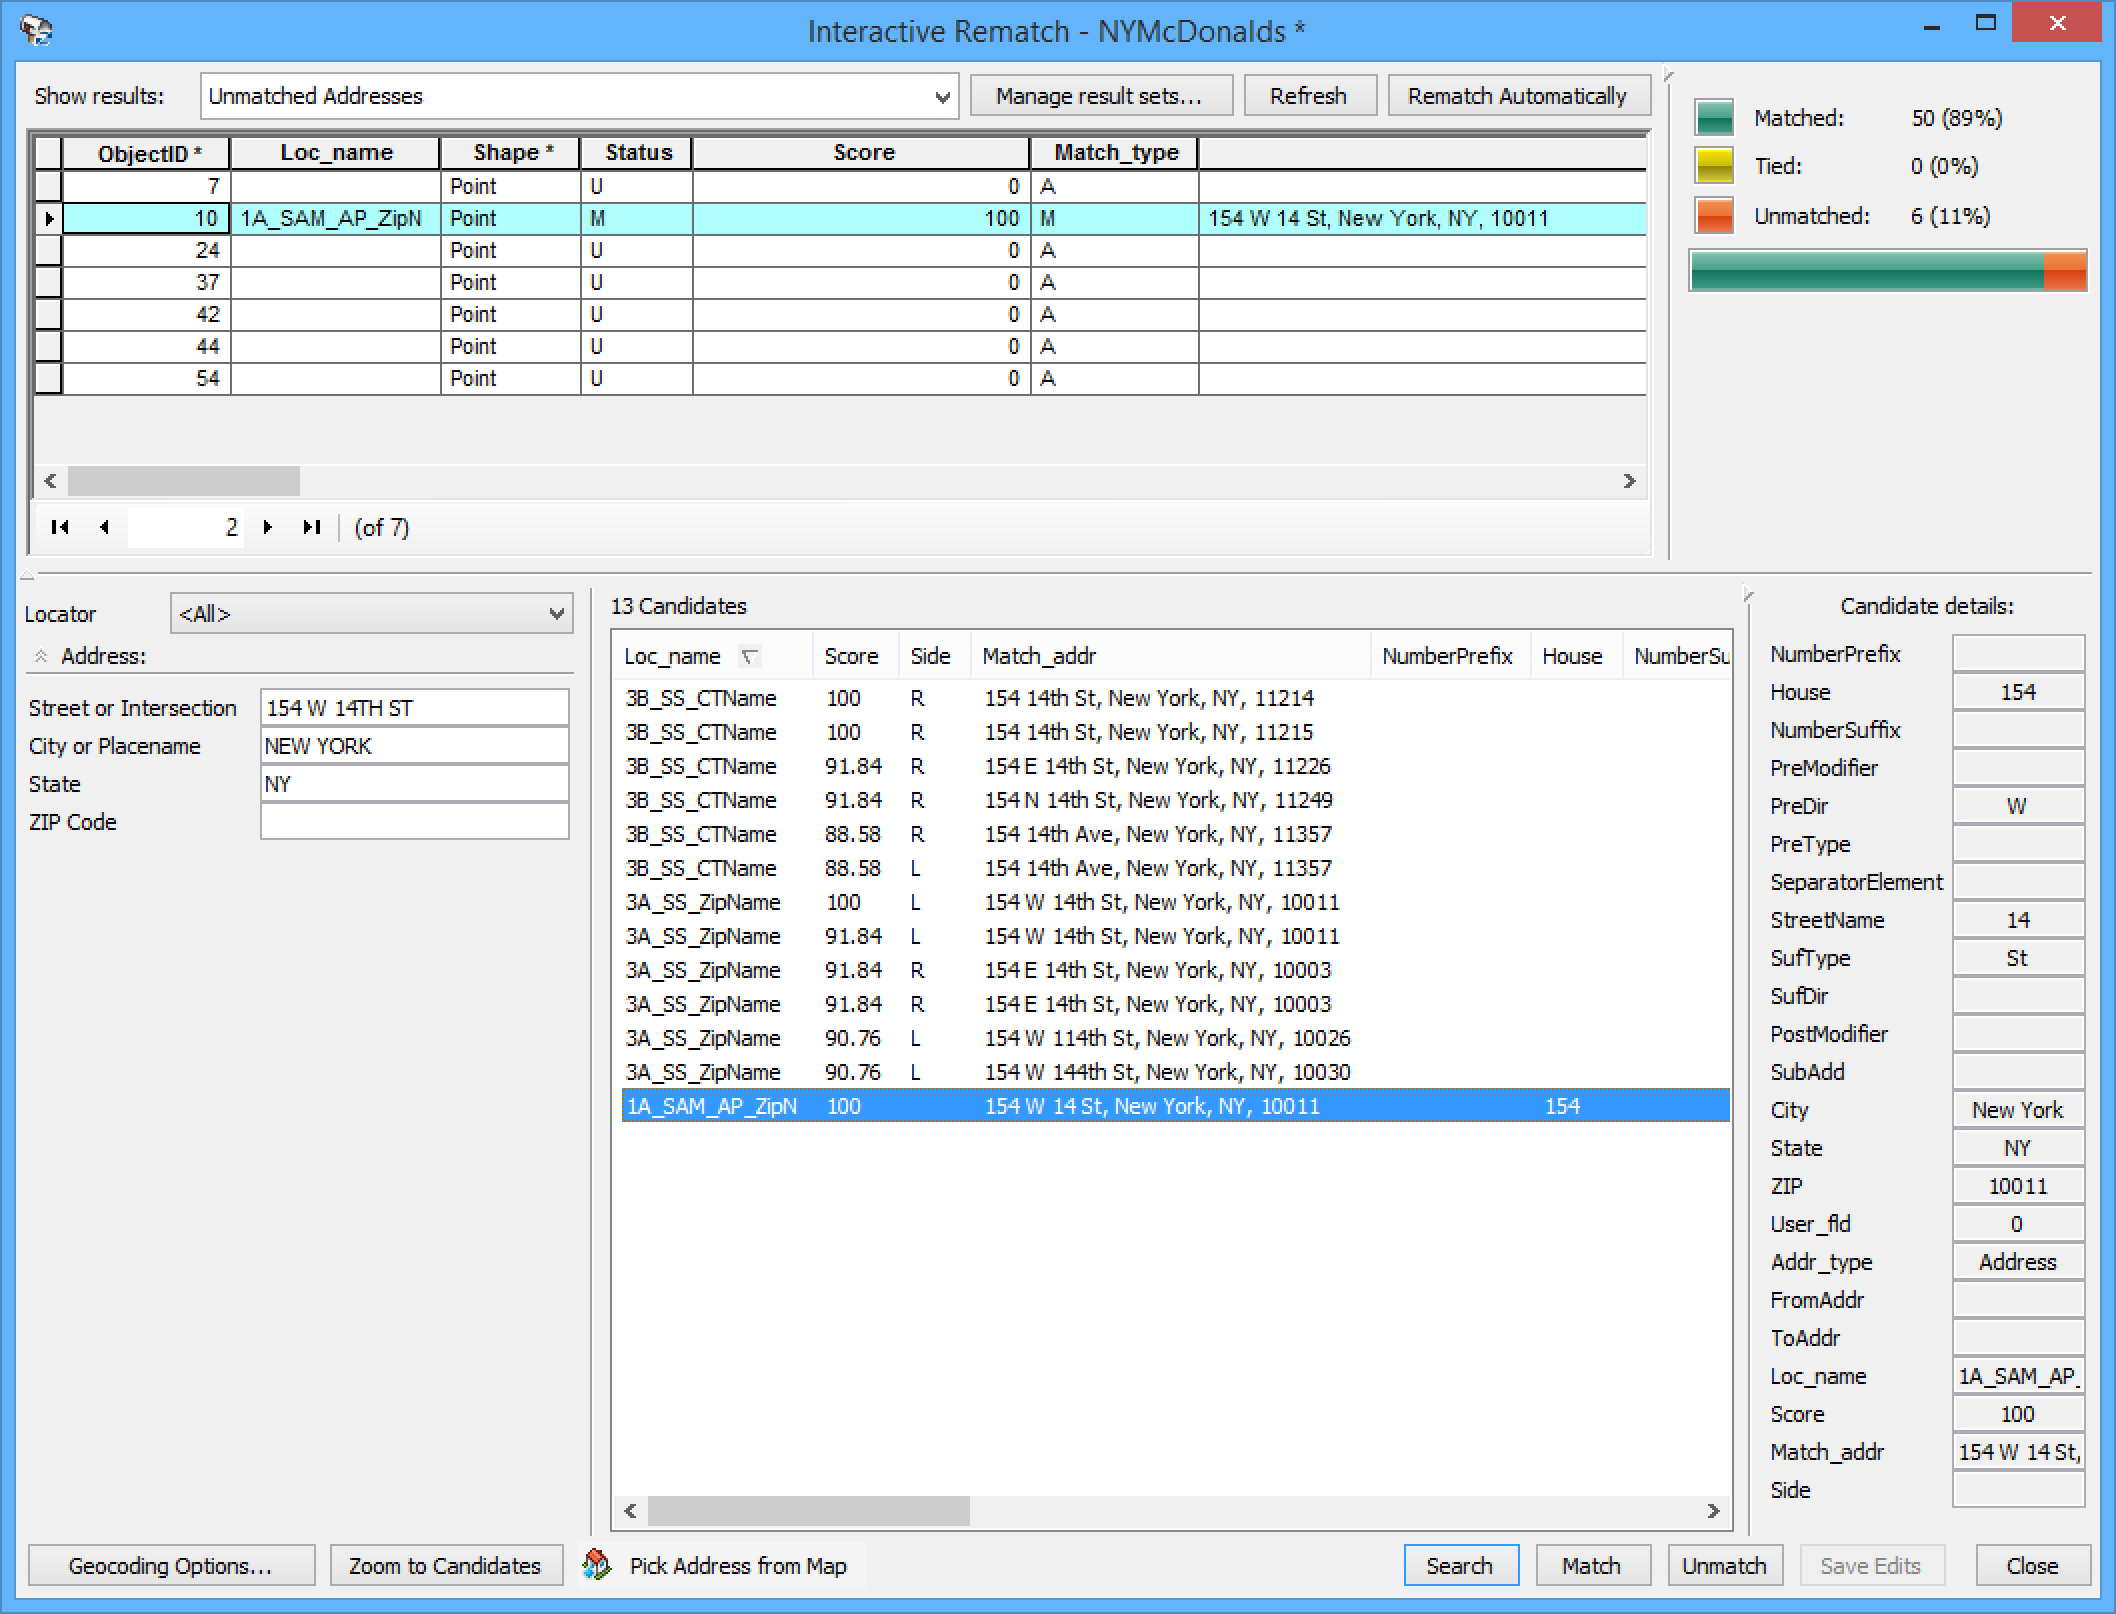 Interactive Rematch - NYMcDonalds *
Show results: Unmatched Addresses Manage result sets... Refresh Rematch Automatically
ObjectID * Loc_name Shape * Status Score Match_type
7 Point U 0 A
10 1A_SAM_AP_ZipN Point M 100 M 154 W 14 St, New York, NY, 10011
24 Point U 0 A
37 Point U 0 A
42 Point U 0 A
44 Point U 0 A
54 Point U 0 A
2 (of 7)
Matched: 50 (89%)
Tied: 0 (0%)
Unmatched: 6 (11%)
Locator <All>
Address:
Street or Intersection 154 W 14TH ST
City or Placename NEW YORK
State NY
ZIP Code
13 Candidates
Loc_name Score Side Match_addr NumberPrefix House NumberSu
3B_SS_CTName 100 R 154 14th St, New York, NY, 11214
3B_SS_CTName 100 R 154 14th St, New York, NY, 11215
3B_SS_CTName 91.84 R 154 E 14th St, New York, NY, 11226
3B_SS_CTName 91.84 R 154 N 14th St, New York, NY, 11249
3B_SS_CTName 88.58 R 154 14th Ave, New York, NY, 11357
3B_SS_CTName 88.58 L 154 14th Ave, New York, NY, 11357
3A_SS_ZipName 100 L 154 W 14th St, New York, NY, 10011
3A_SS_ZipName 91.84 L 154 W 14th St, New York, NY, 10011
3A_SS_ZipName 91.84 R 154 E 14th St, New York, NY, 10003
3A_SS_ZipName 91.84 R 154 E 14th St, New York, NY, 10003
3A_SS_ZipName 90.76 L 154 W 114th St, New York, NY, 10026
3A_SS_ZipName 90.76 L 154 W 144th St, New York, NY, 10030
1A_SAM_AP_ZipN 100 154 W 14 St, New York, NY, 10011 154
Candidate details:
NumberPrefix
House 154
NumberSuffix
PreModifier
PreDir W
PreType
SeparatorElement
StreetName 14
SufType St
SufDir
PostModifier
SubAdd
City New York
State NY
ZIP 10011
User_fld 0
Addr_type Address
FromAddr
ToAddr
Loc_name 1A_SAM_AP_
Score 100
Match_addr 154 W 14 St,
Side
Geocoding Options... Zoom to Candidates Pick Address from Map Search Match Unmatch Save Edits Close